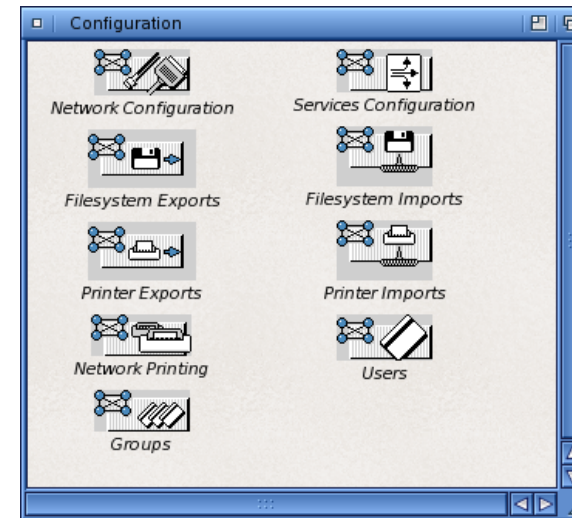 Configuration
Network Configuration
Services Configuration
Filesystem Exports
Filesystem Imports
Printer Exports
Printer Imports
Network Printing
Users
Groups